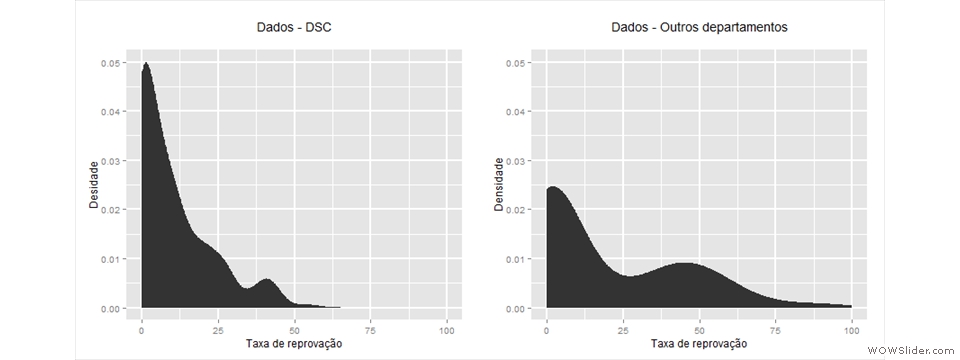 Dados - DSC
0.05
0.04
0.03
0.02
0.01
0.00
Desidade
0 25 50 75 100
Taxa de reprovação
Dados - Outros departamentos
0.05
0.04
0.03
0.02
0.01
0.00
Densidade
0 25 50 75 100
Taxa de reprovação
WOWSlider.com